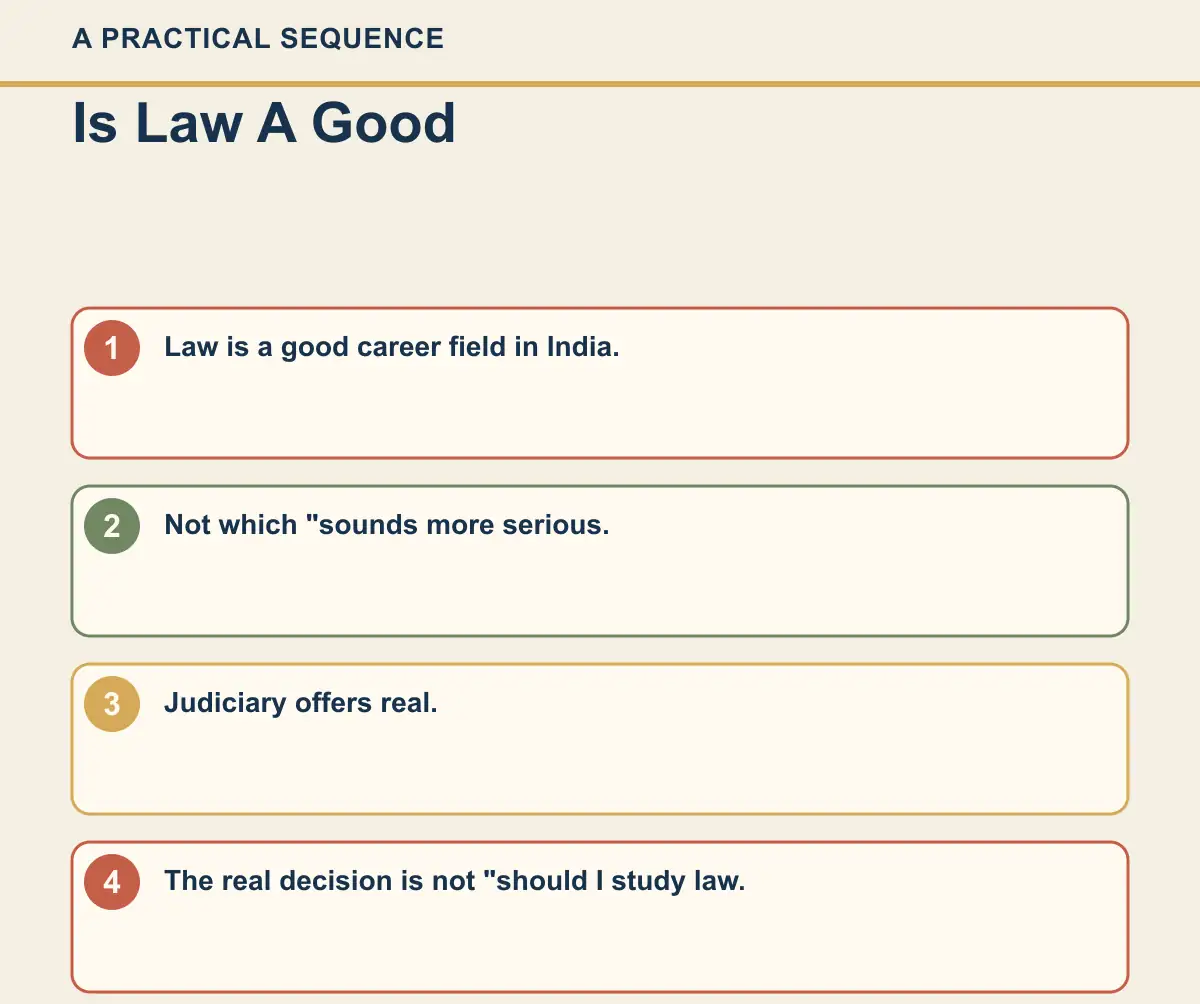 A PRACTICAL SEQUENCE
Is Law A Good
1
Law is a good career field in India.
2
Not which "sounds more serious.
3
Judiciary offers real.
4
The real decision is not "should I study law.